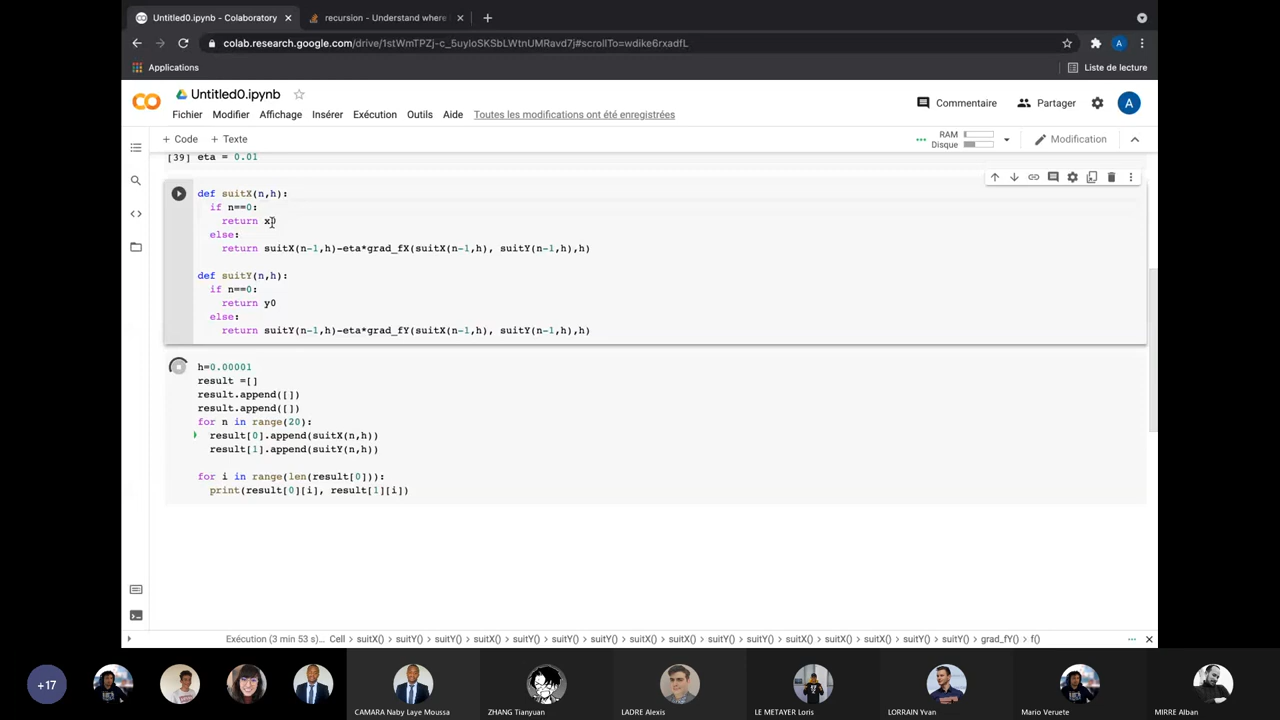 Untitled0.ipynb - Colaboratory
recursion - Understand where
colab.research.google.com/drive/1stWmTPZj-c_5uyIoSKSbLWtnUMRavd7j#scrollTo=wdike6rxadfL
A
Applications
Liste de lecture
CO
Untitled0.ipynb
Commentaire
Partager
A
Fichier Modifier Affichage Insérer Exécution Outils Aide Toutes les modifications ont été enregistrées
+ Code + Texte
RAM
Disque
Modification
[39] eta = 0.01
def suitX(n,h):
if n==0:
return x0
else:
return suitX(n-1,h)-eta*grad_fX(suitX(n-1,h), suitY(n-1,h),h)
def suitY(n,h):
if n==0:
return y0
else:
return suitY(n-1,h)-eta*grad_fY(suitX(n-1,h), suitY(n-1,h),h)
h=0.00001
result =[]
result.append([])
result.append([])
for n in range(20):
result[0].append(suitX(n,h))
result[1].append(suitY(n,h))
for i in range(len(result[0])):
print(result[0][i], result[1][i])
Exécution (3 min 53 s)... Cell > suitX() > suitY() > suitY() > suitX() > suitY() > suitY() > suitY() > suitX() > suitX() > suitY() > suitY() > suitX() > suitX() > suitX() > suitY() > suitY() > grad_fY() > f()
+17
CAMARA Naby Laye Moussa
ZHANG Tianyuan
LADRE Alexis
LE METAYER Loris
LORRAIN Yvan
Mario Veruete
MIRRE Alban